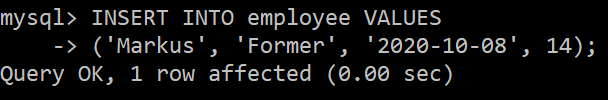 mysql> INSERT INTO employee VALUES
    -> ('Markus', 'Former', '2020-10-08', 14);
Query OK, 1 row affected (0.00 sec)